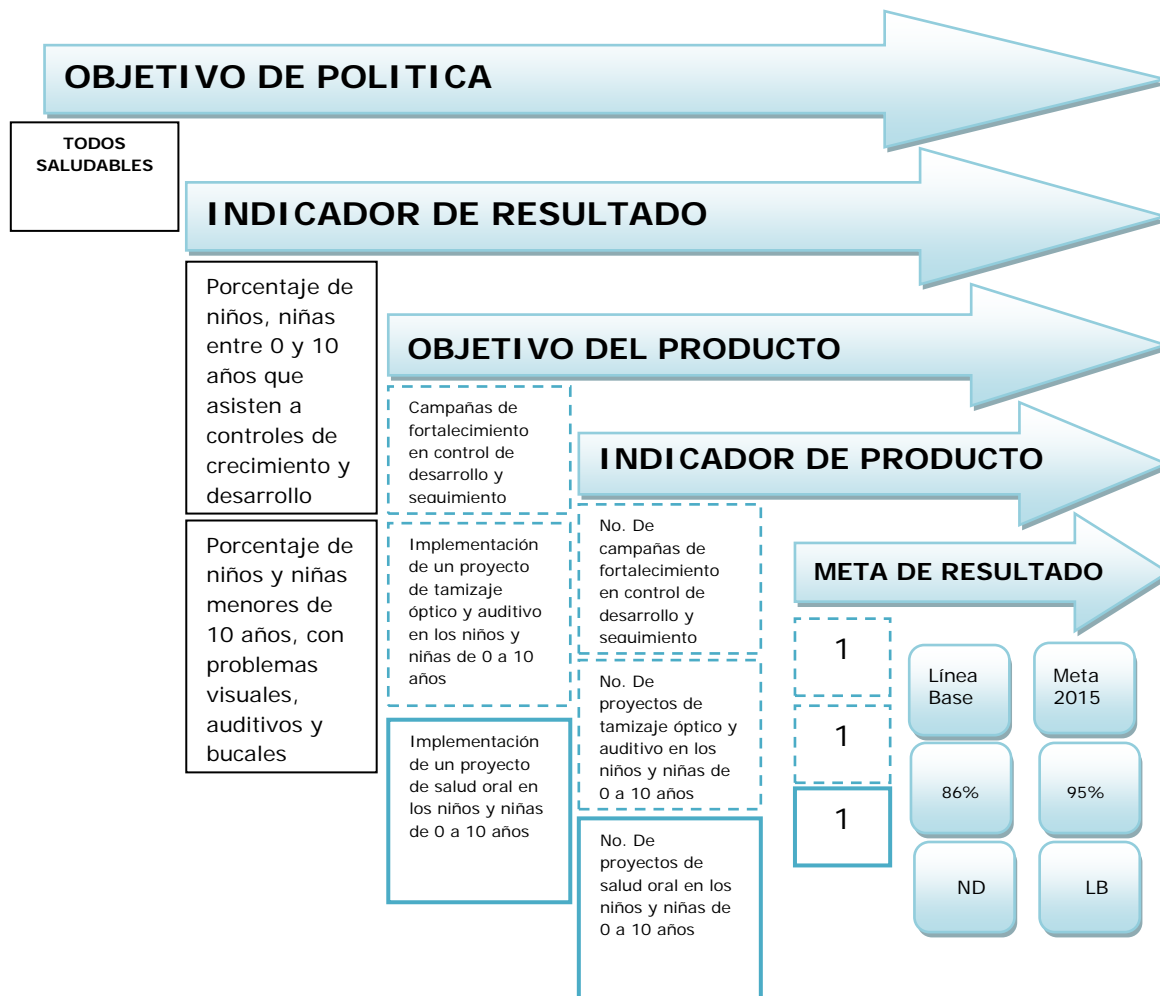 OBJETIVO DE POLITICA
TODOS
SALUDABLES
INDICADOR DE RESULTADO
Porcentaje de
niños, niñas
entre 0 y 10
años que
asisten a
controles de
crecimiento y
desarrollo
Porcentaje de
niños y niñas
menores de
10 años, con
problemas
visuales,
auditivos y
bucales
OBJETIVO DEL PRODUCTO
Campañas de
fortalecimiento
en control de
desarrollo y
seguimiento
Implementación
de un proyecto
de tamizaje
óptico y auditivo
en los niños y
niñas de 0 a 10
años
Implementación
de un proyecto
de salud oral en
los niños y niñas
de 0 a 10 años
INDICADOR DE PRODUCTO
No. De
campañas de
fortalecimiento
en control de
desarrollo y
seguimiento
No. De
proyectos de
tamizaje óptico y
auditivo en los
niños y niñas de
0 a 10 años
No. De
proyectos de
salud oral en los
niños y niñas de
0 a 10 años
META DE RESULTADO
1
1
1
Línea
Base
Meta
2015
86%
95%
ND
LB